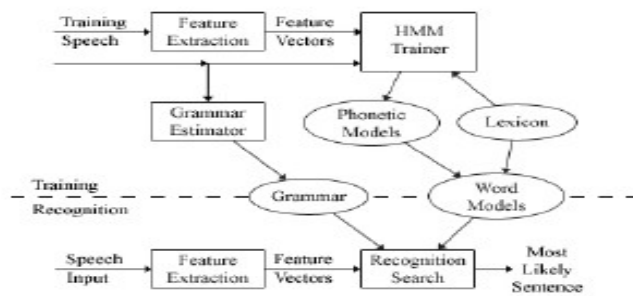 Training
Speech
Feature
Extraction
Feature
Vectors
HMM
Trainer
Grammar
Estimator
Phonetic
Models
Lexicon
Training
Recognition
Grammar
Word
Models
Speech
Input
Feature
Extraction
Feature
Vectors
Recognition
Search
Most
Likely
Sentence